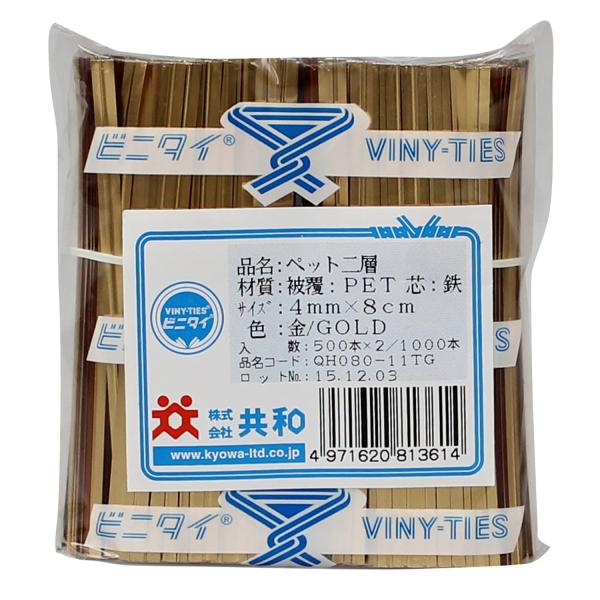 ビニタイ® VINY-TIES
品名:ペット二層
材質:被覆:PET 芯:鉄
ｻｲｽﾞ:4mm×8cm
色:金/GOLD
入 数:500本×2/1000本
品名コード:QH080-11TG
ロットNo.:15.12.03
VINY-TIES®
ビニタイ
株式会社 共和
www.kyowa-ltd.co.jp
4 971620 813614
ビニタイ® VINY-TIES